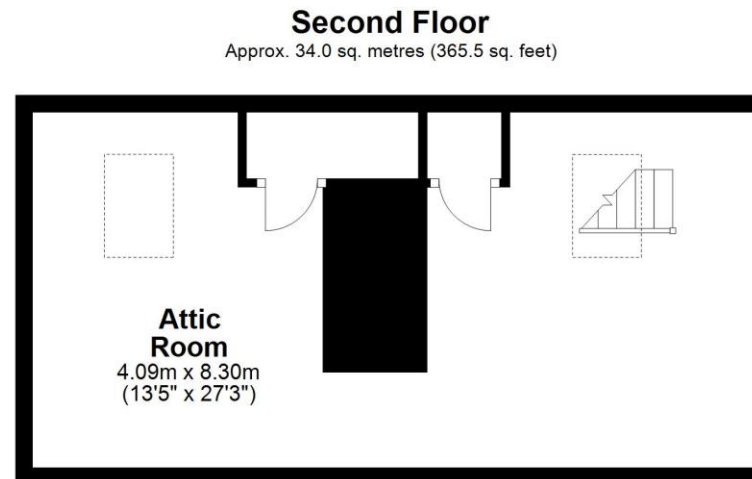 Second Floor
Approx. 34.0 sq. metres (365.5 sq. feet)
Attic
Room
4.09m x 8.30m
(13'5" x 27'3")